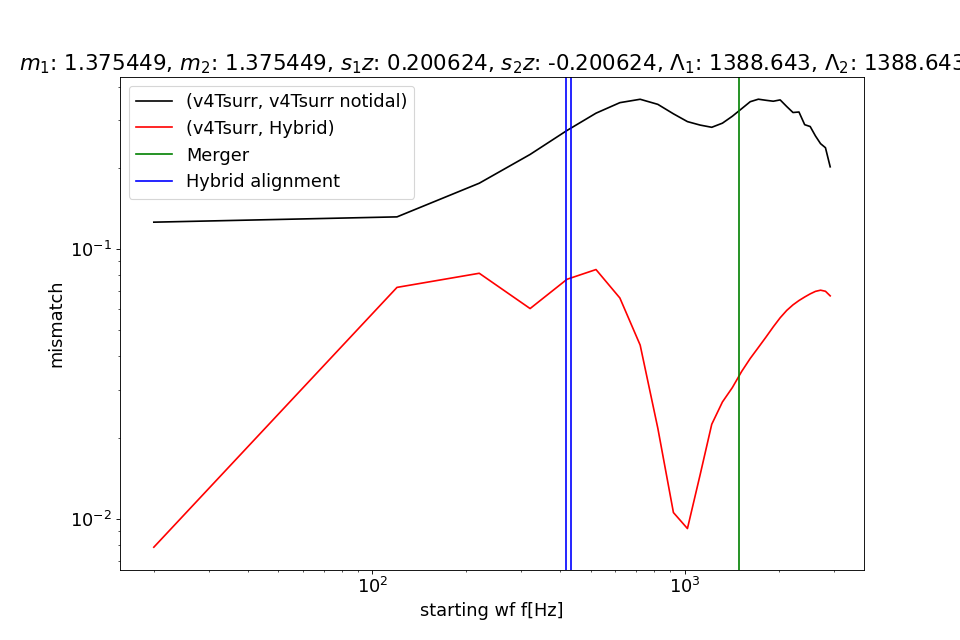 m₁: 1.375449, m₂: 1.375449, s₁z: 0.200624, s₂z: -0.200624, Λ₁: 1388.643, Λ₂: 1388.643
(v4Tsurr, v4Tsurr notidal)
(v4Tsurr, Hybrid)
Merger
Hybrid alignment
10⁻¹
10⁻²
mismatch
10²
10³
starting wf f[Hz]